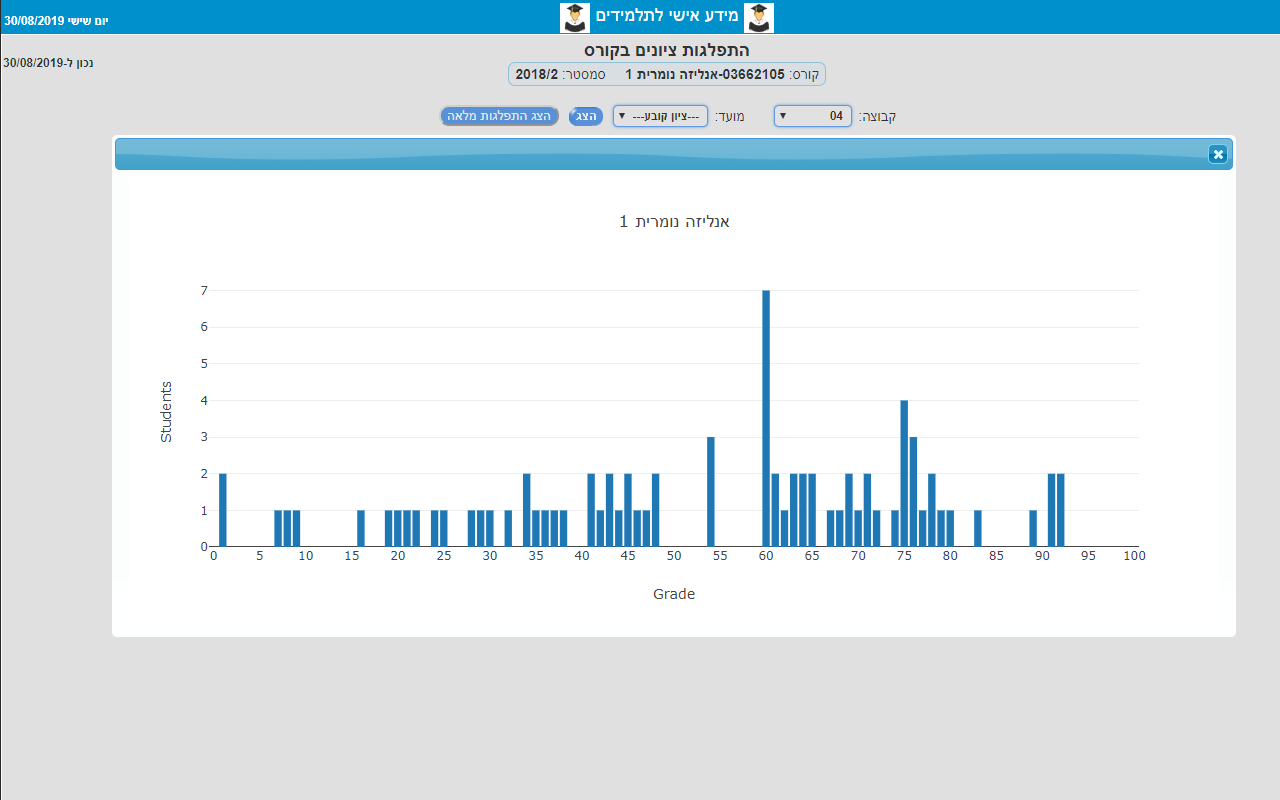 מידע אישי לתלמידים
יום שישי 30/08/2019
התפלגות ציונים בקורס
נכון ל-30/08/2019
קורס: 03662105-אנליזה נומרית 1 סמסטר: 2018/2
קבוצה: 04 מועד: ---ציון קובע--- הצג הצג התפלגות מלאה
אנליזה נומרית 1
7
6
5
4
3
2
1
0
Students
0 5 10 15 20 25 30 35 40 45 50 55 60 65 70 75 80 85 90 95 100
Grade